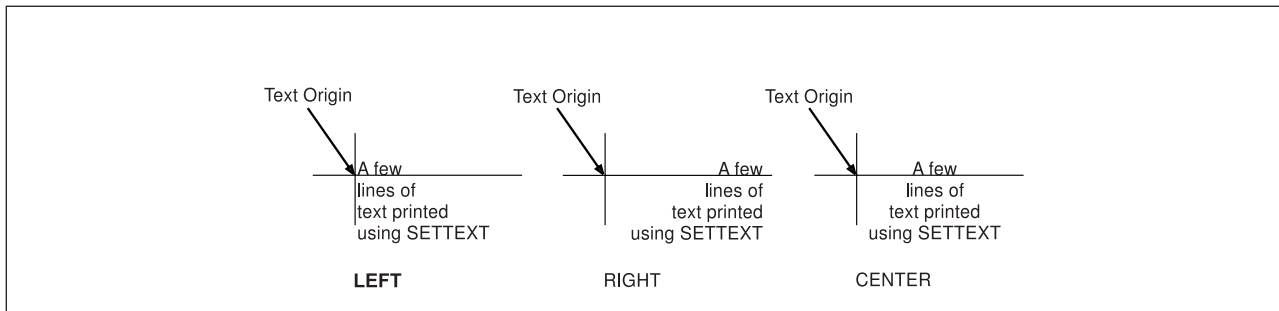 Text Origin
A few
lines of
text printed
using SETTEXT
LEFT
Text Origin
A few
lines of
text printed
using SETTEXT
RIGHT
Text Origin
A few
lines of
text printed
using SETTEXT
CENTER